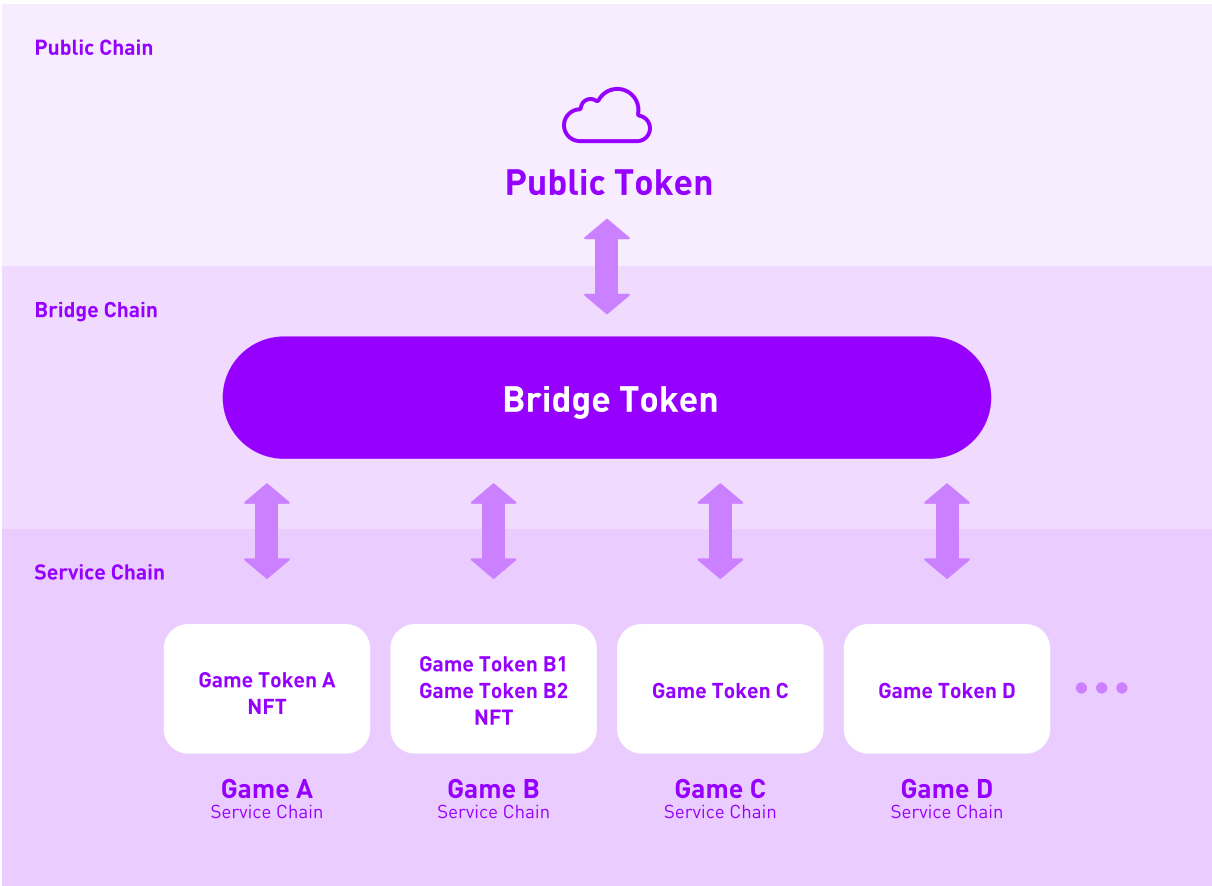 Public Chain
Public Token
Bridge Chain
Bridge Token
Service Chain
Game Token A
NFT
Game Token B1
Game Token B2
NFT
Game Token C
Game Token D
Game A
Service Chain
Game B
Service Chain
Game C
Service Chain
Game D
Service Chain